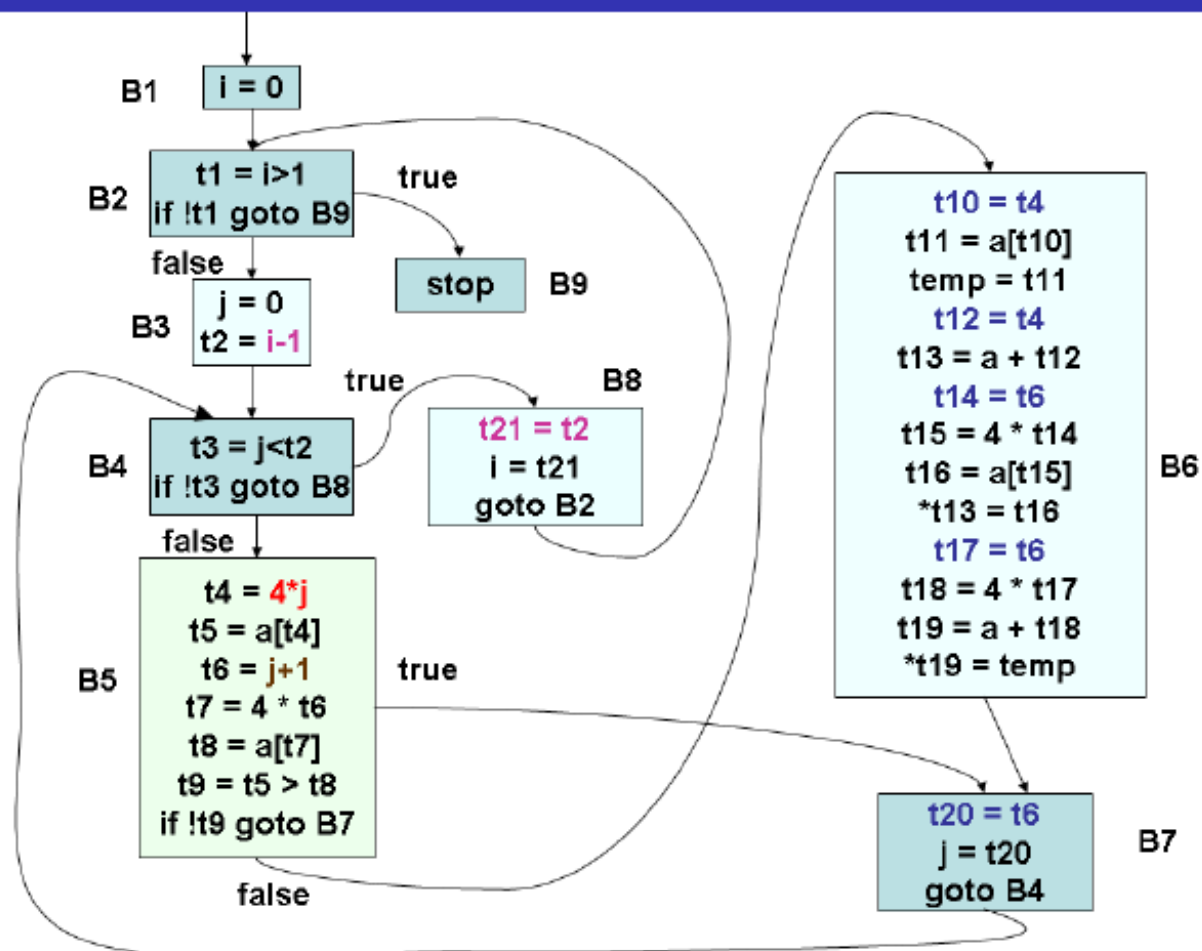 B1
i = 0
B2
t1 = i>1
if !t1 goto B9
true
false
stop
B9
B3
j = 0
t2 = i-1
true
B8
t21 = t2
i = t21
goto B2
B4
t3 = j<t2
if !t3 goto B8
false
B5
t4 = 4*j
t5 = a[t4]
t6 = j+1
t7 = 4 * t6
t8 = a[t7]
t9 = t5 > t8
if !t9 goto B7
true
false
t10 = t4
t11 = a[t10]
temp = t11
t12 = t4
t13 = a + t12
t14 = t6
t15 = 4 * t14
t16 = a[t15]
*t13 = t16
t17 = t6
t18 = 4 * t17
t19 = a + t18
*t19 = temp
B6
t20 = t6
j = t20
goto B4
B7